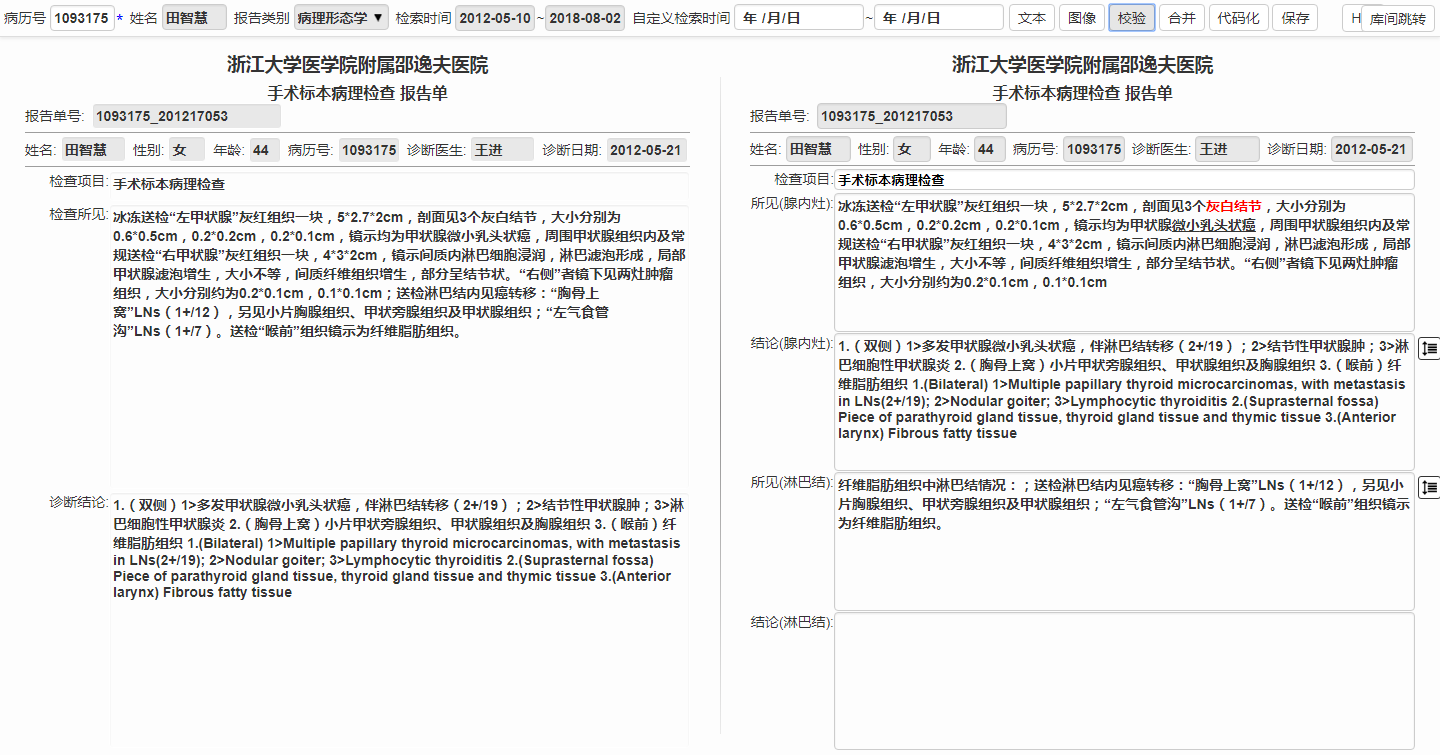 病历号 1093175 * 姓名 田智慧 报告类别 病理形态学 ▼ 检索时间 2012-05-10 ~ 2018-08-02 自定义检索时间 年 /月/日 ~ 年 /月/日 文本 图像 校验 合并 代码化 保存 H 库间跳转
浙江大学医学院附属邵逸夫医院
手术标本病理检查 报告单
报告单号: 1093175_201217053
姓名: 田智慧 性别: 女 年龄: 44 病历号: 1093175 诊断医生: 王进 诊断日期: 2012-05-21
检查项目: 手术标本病理检查
检查所见: 冰冻送检“左甲状腺”灰红组织一块，5*2.7*2cm，剖面见3个灰白结节，大小分别为
0.6*0.5cm，0.2*0.2cm，0.2*0.1cm，镜示均为甲状腺微小乳头状癌，周围甲状腺组织内及常
规送检“右甲状腺”灰红组织一块，4*3*2cm，镜示间质内淋巴细胞浸润，淋巴滤泡形成，局部
甲状腺滤泡增生，大小不等，间质纤维组织增生，部分呈结节状。“右侧”者镜下见两灶肿瘤
组织，大小分别约为0.2*0.1cm，0.1*0.1cm；送检淋巴结内见癌转移：“胸骨上
窝”LNs（1+/12），另见小片胸腺组织、甲状旁腺组织及甲状腺组织；“左气食管
沟”LNs（1+/7）。送检“喉前”组织镜示为纤维脂肪组织。
诊断结论: 1.（双侧）1>多发甲状腺微小乳头状癌，伴淋巴结转移（2+/19）；2>结节性甲状腺肿；3>淋
巴细胞性甲状腺炎 2.（胸骨上窝）小片甲状旁腺组织、甲状腺组织及胸腺组织 3.（喉前）纤
维脂肪组织 1.(Bilateral) 1>Multiple papillary thyroid microcarcinomas, with metastasis
in LNs(2+/19); 2>Nodular goiter; 3>Lymphocytic thyroiditis 2.(Suprasternal fossa)
Piece of parathyroid gland tissue, thyroid gland tissue and thymic tissue 3.(Anterior
larynx) Fibrous fatty tissue
浙江大学医学院附属邵逸夫医院
手术标本病理检查 报告单
报告单号: 1093175_201217053
姓名: 田智慧 性别: 女 年龄: 44 病历号: 1093175 诊断医生: 王进 诊断日期: 2012-05-21
检查项目: 手术标本病理检查
所见(腺内灶): 冰冻送检“左甲状腺”灰红组织一块，5*2.7*2cm，剖面见3个灰白结节，大小分别为
0.6*0.5cm，0.2*0.2cm，0.2*0.1cm，镜示均为甲状腺微小乳头状癌，周围甲状腺组织内及常
规送检“右甲状腺”灰红组织一块，4*3*2cm，镜示间质内淋巴细胞浸润，淋巴滤泡形成，局部
甲状腺滤泡增生，大小不等，间质纤维组织增生，部分呈结节状。“右侧”者镜下见两灶肿瘤
组织，大小分别约为0.2*0.1cm，0.1*0.1cm
结论(腺内灶): 1.（双侧）1>多发甲状腺微小乳头状癌，伴淋巴结转移（2+/19）；2>结节性甲状腺肿；3>淋
巴细胞性甲状腺炎 2.（胸骨上窝）小片甲状旁腺组织、甲状腺组织及胸腺组织 3.（喉前）纤
维脂肪组织 1.(Bilateral) 1>Multiple papillary thyroid microcarcinomas, with metastasis
in LNs(2+/19); 2>Nodular goiter; 3>Lymphocytic thyroiditis 2.(Suprasternal fossa)
Piece of parathyroid gland tissue, thyroid gland tissue and thymic tissue 3.(Anterior
larynx) Fibrous fatty tissue
所见(淋巴结): 纤维脂肪组织中淋巴结情况：；送检淋巴结内见癌转移：“胸骨上窝”LNs（1+/12），另见小
片胸腺组织、甲状旁腺组织及甲状腺组织；“左气食管沟”LNs（1+/7）。送检“喉前”组织镜示
为纤维脂肪组织。
结论(淋巴结):